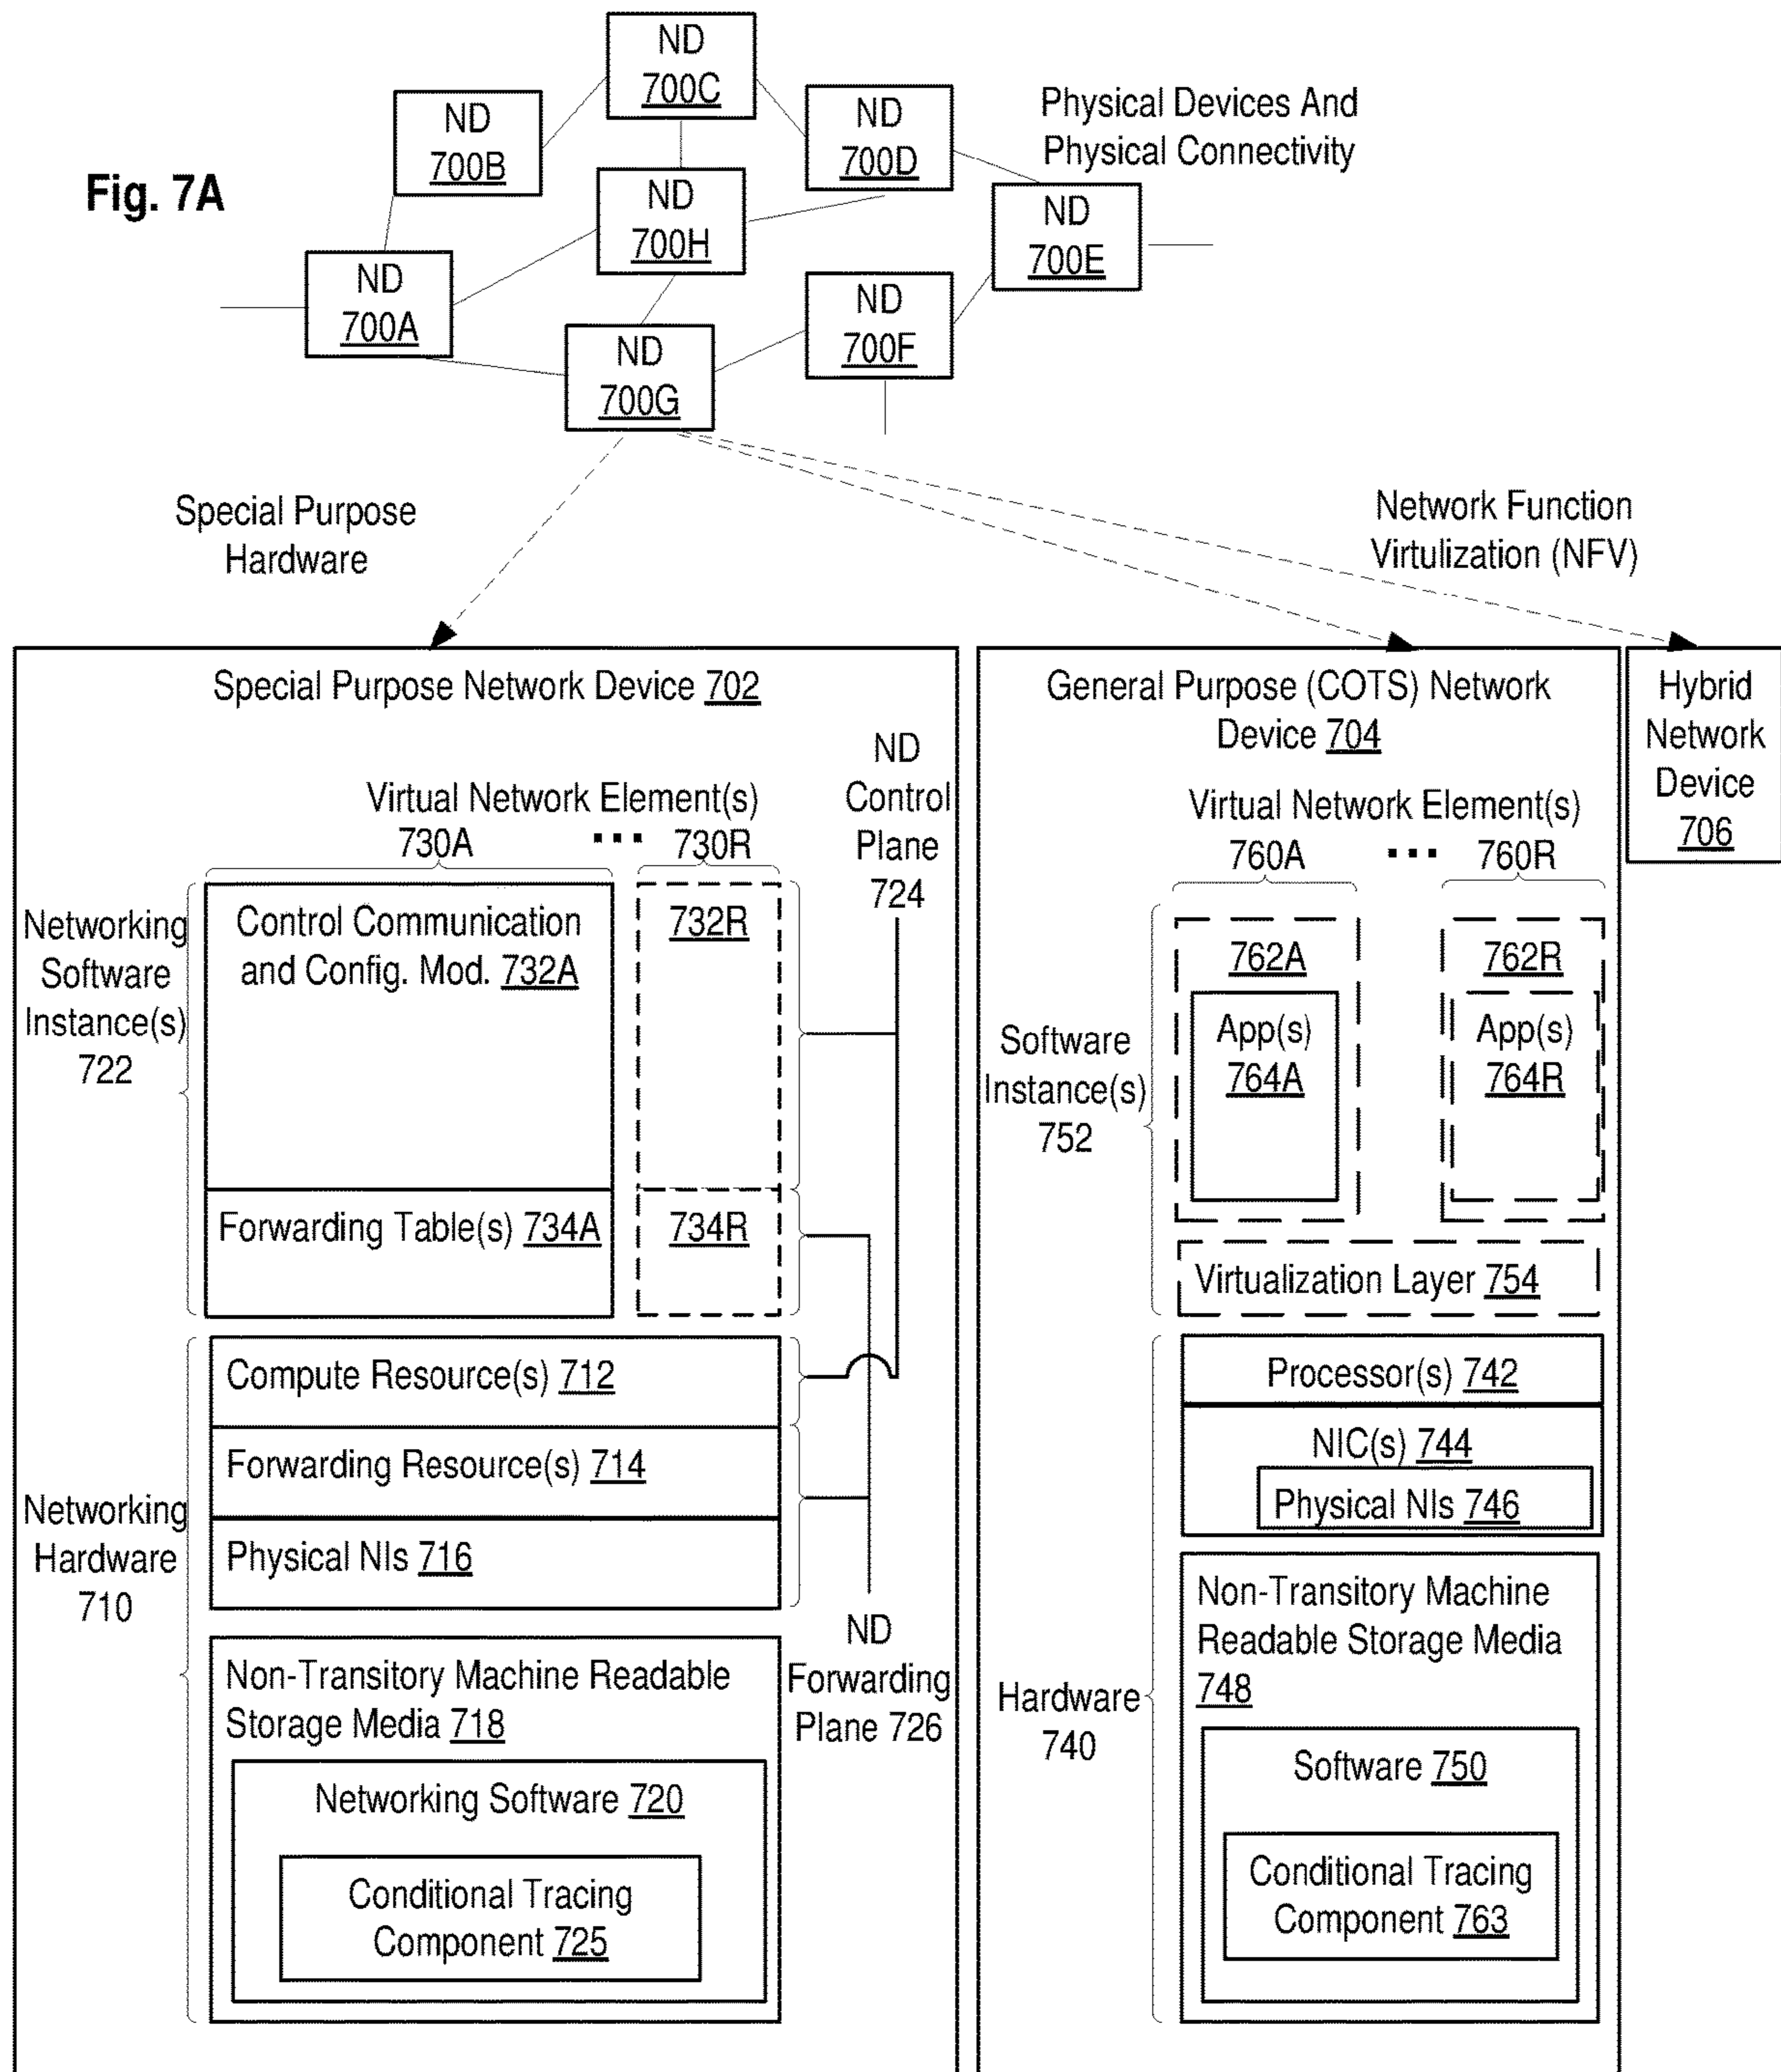 Fig. 7A
ND
700C
ND
700B
ND
700D
Physical Devices And
Physical Connectivity
ND
700H
ND
700E
ND
700A
ND
700F
ND
700G
Special Purpose
Hardware
Network Function
Virtulization (NFV)
Special Purpose Network Device 702
ND
Control
Plane
724
Virtual Network Element(s)
730A
...
730R
Networking
Software
Instance(s)
722
Control Communication
and Config. Mod. 732A
732R
Forwarding Table(s) 734A
734R
Networking
Hardware
710
Compute Resource(s) 712
Forwarding Resource(s) 714
Physical NIs 716
ND
Forwarding
Plane 726
Non-Transitory Machine Readable
Storage Media 718
Networking Software 720
Conditional Tracing
Component 725
General Purpose (COTS) Network
Device 704
Virtual Network Element(s)
760A
...
760R
Software
Instance(s)
752
762A
App(s)
764A
762R
App(s)
764R
Virtualization Layer 754
Hardware
740
Processor(s) 742
NIC(s) 744
Physical NIs 746
Non-Transitory Machine
Readable Storage Media
748
Software 750
Conditional Tracing
Component 763
Hybrid
Network
Device
706